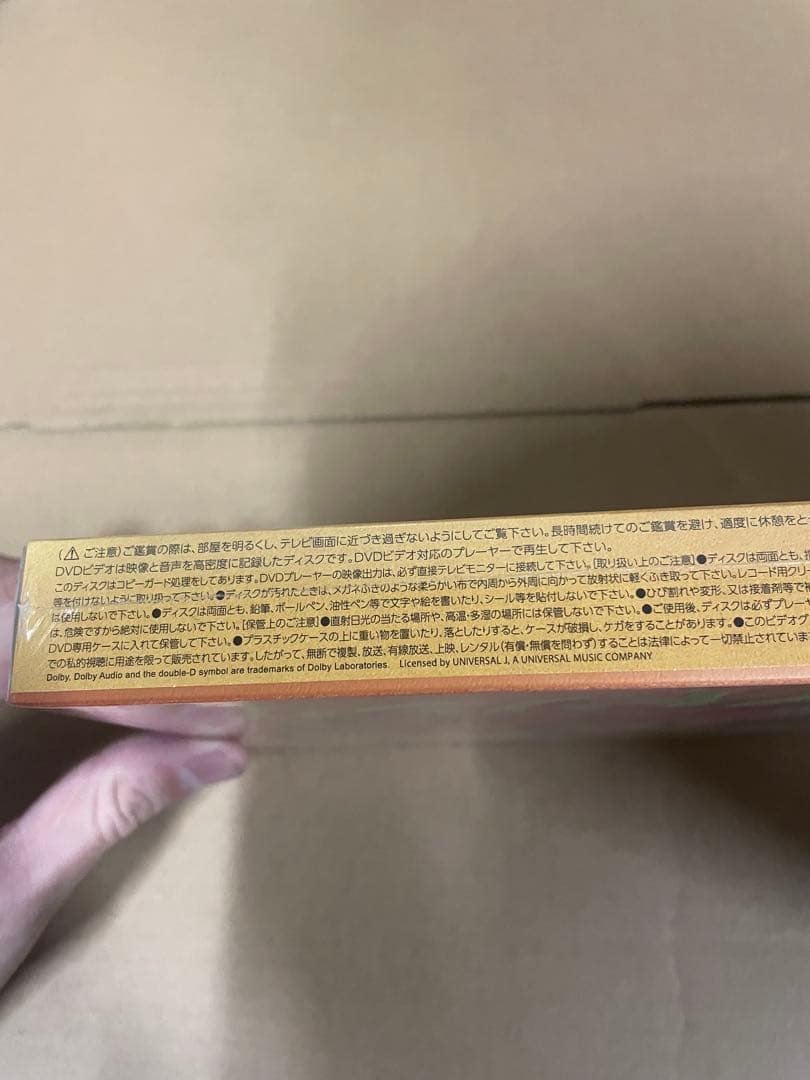 (⚠ご注意)ご鑑賞の際は、部屋を明るくし、テレビ画面に近づき過ぎないようにしてご覧下さい。長時間続けてのご鑑賞を避け、適度に休憩をと
DVDビデオは映像と音声を高密度に記録したディスクです。DVDビデオ対応のプレーヤーで再生して下さい。
このディスクはコピーガード処理をしてあります。DVDプレーヤーの映像出力は、必ず直接テレビモニターに接続して下さい。[取り扱い上のご注意]●ディスクは両面とも、指
等を付けないように取り扱って下さい。●ディスクが汚れたときは、メガネふきのような柔らかい布で内周から外周に向かって放射状に軽くふき取って下さい。レコード用クリー
は使用しないで下さい。●ディスクは両面とも、鉛筆、ボールペン、油性ペン等で文字や絵を書いたり、シール等を貼付しないで下さい。●ひび割れや変形、又は接着剤等で補
は、危険ですから絶対に使用しないで下さい。[保管上のご注意]●直射日光の当たる場所や、高温・多湿の場所には保管しないで下さい。●ご使用後、ディスクは必ずプレーヤ
DVD専用ケースに入れて保管して下さい。●プラスチックケースの上に重い物を置いたり、落としたりすると、ケースが破損し、ケガをすることがあります。●このビデオグ
での私的視聴に用途を限って販売されています。したがって、無断で複製、放送、有線放送、上映、レンタル(有償・無償を問わず)することは法律によって一切禁止されていま
Dolby, Dolby Audio and the double-D symbol are trademarks of Dolby Laboratories. Licensed by UNIVERSAL J, A UNIVERSAL MUSIC COMPANY